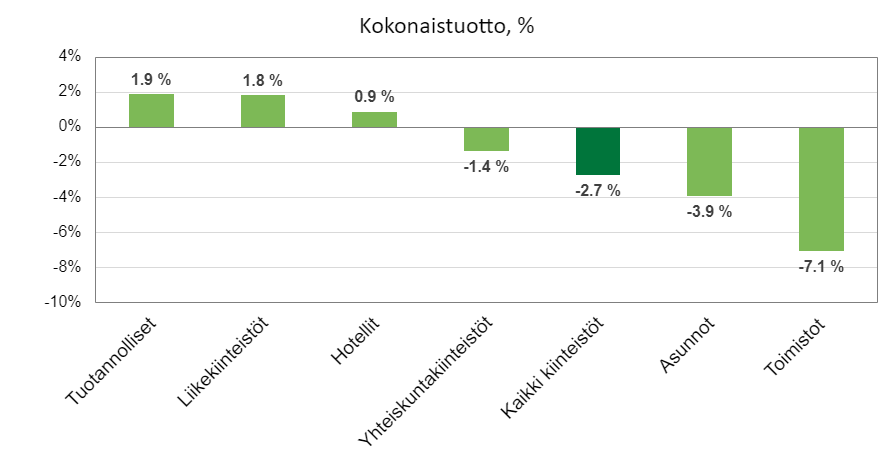 Kokonaistuotto, %
4%
2%
0%
-2%
-4%
-6%
-8%
-10%
1.9 %
1.8 %
0.9 %
-1.4 %
-2.7 %
-3.9 %
-7.1 %
Tuotannolliset
Liikekiinteistöt
Hotellit
Yhteiskuntakiinteistöt
Kaikki kiinteistöt
Asunnot
Toimistot